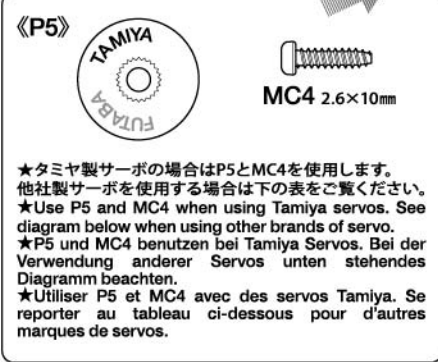 《P5》
TAMIYA
FUTABA
MC4 2.6×10㎜
★タミヤ製サーボの場合はP5とMC4を使用します。
他社製サーボを使用する場合は下の表をご覧ください。
★Use P5 and MC4 when using Tamiya servos. See
diagram below when using other brands of servo.
★P5 und MC4 benutzen bei Tamiya Servos. Bei der
Verwendung anderer Servos unten stehendes
Diagramm beachten.
★Utiliser P5 et MC4 avec des servos Tamiya. Se
reporter au tableau ci-dessous pour d'autres
marques de servos.